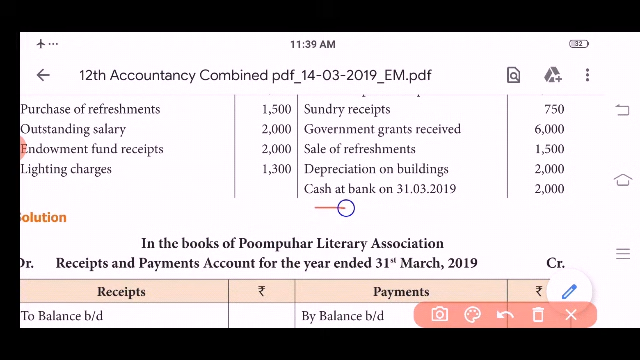 11:39 AM
32
12th Accountancy Combined pdf_14-03-2019_EM.pdf
Purchase of refreshments 1,500 Sundry receipts 750
Outstanding salary 2,000 Government grants received 6,000
Endowment fund receipts 2,000 Sale of refreshments 1,500
Lighting charges 1,300 Depreciation on buildings 2,000
Cash at bank on 31.03.2019 2,000
Solution
In the books of Poompuhar Literary Association
Dr. Receipts and Payments Account for the year ended 31st March, 2019 Cr.
Receipts ₹ Payments ₹
To Balance b/d By Balance b/d